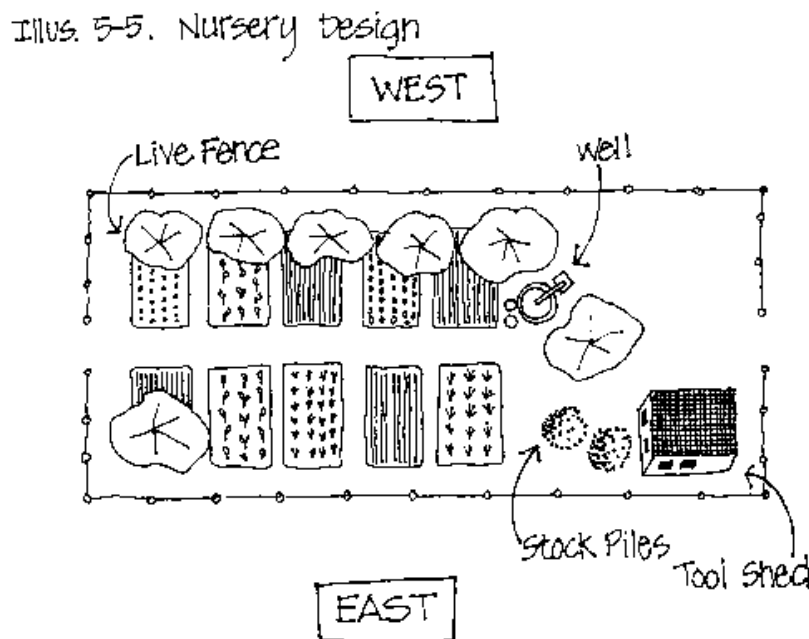 Illus. 5-5. Nursery Design
WEST
Live Fence
Well
Stock Piles
Tool Shed
EAST